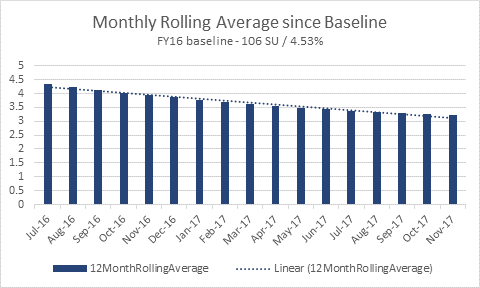 Monthly Rolling Average since Baseline
FY16 baseline - 106 SU / 4.53%
5
4.5
4
3.5
3
2.5
2
1.5
1
0.5
0
Jul-16
Aug-16
Sep-16
Oct-16
Nov-16
Dec-16
Jan-17
Feb-17
Mar-17
Apr-17
May-17
Jun-17
Jul-17
Aug-17
Sep-17
Oct-17
Nov-17
12MonthRollingAverage
Linear (12MonthRollingAverage)